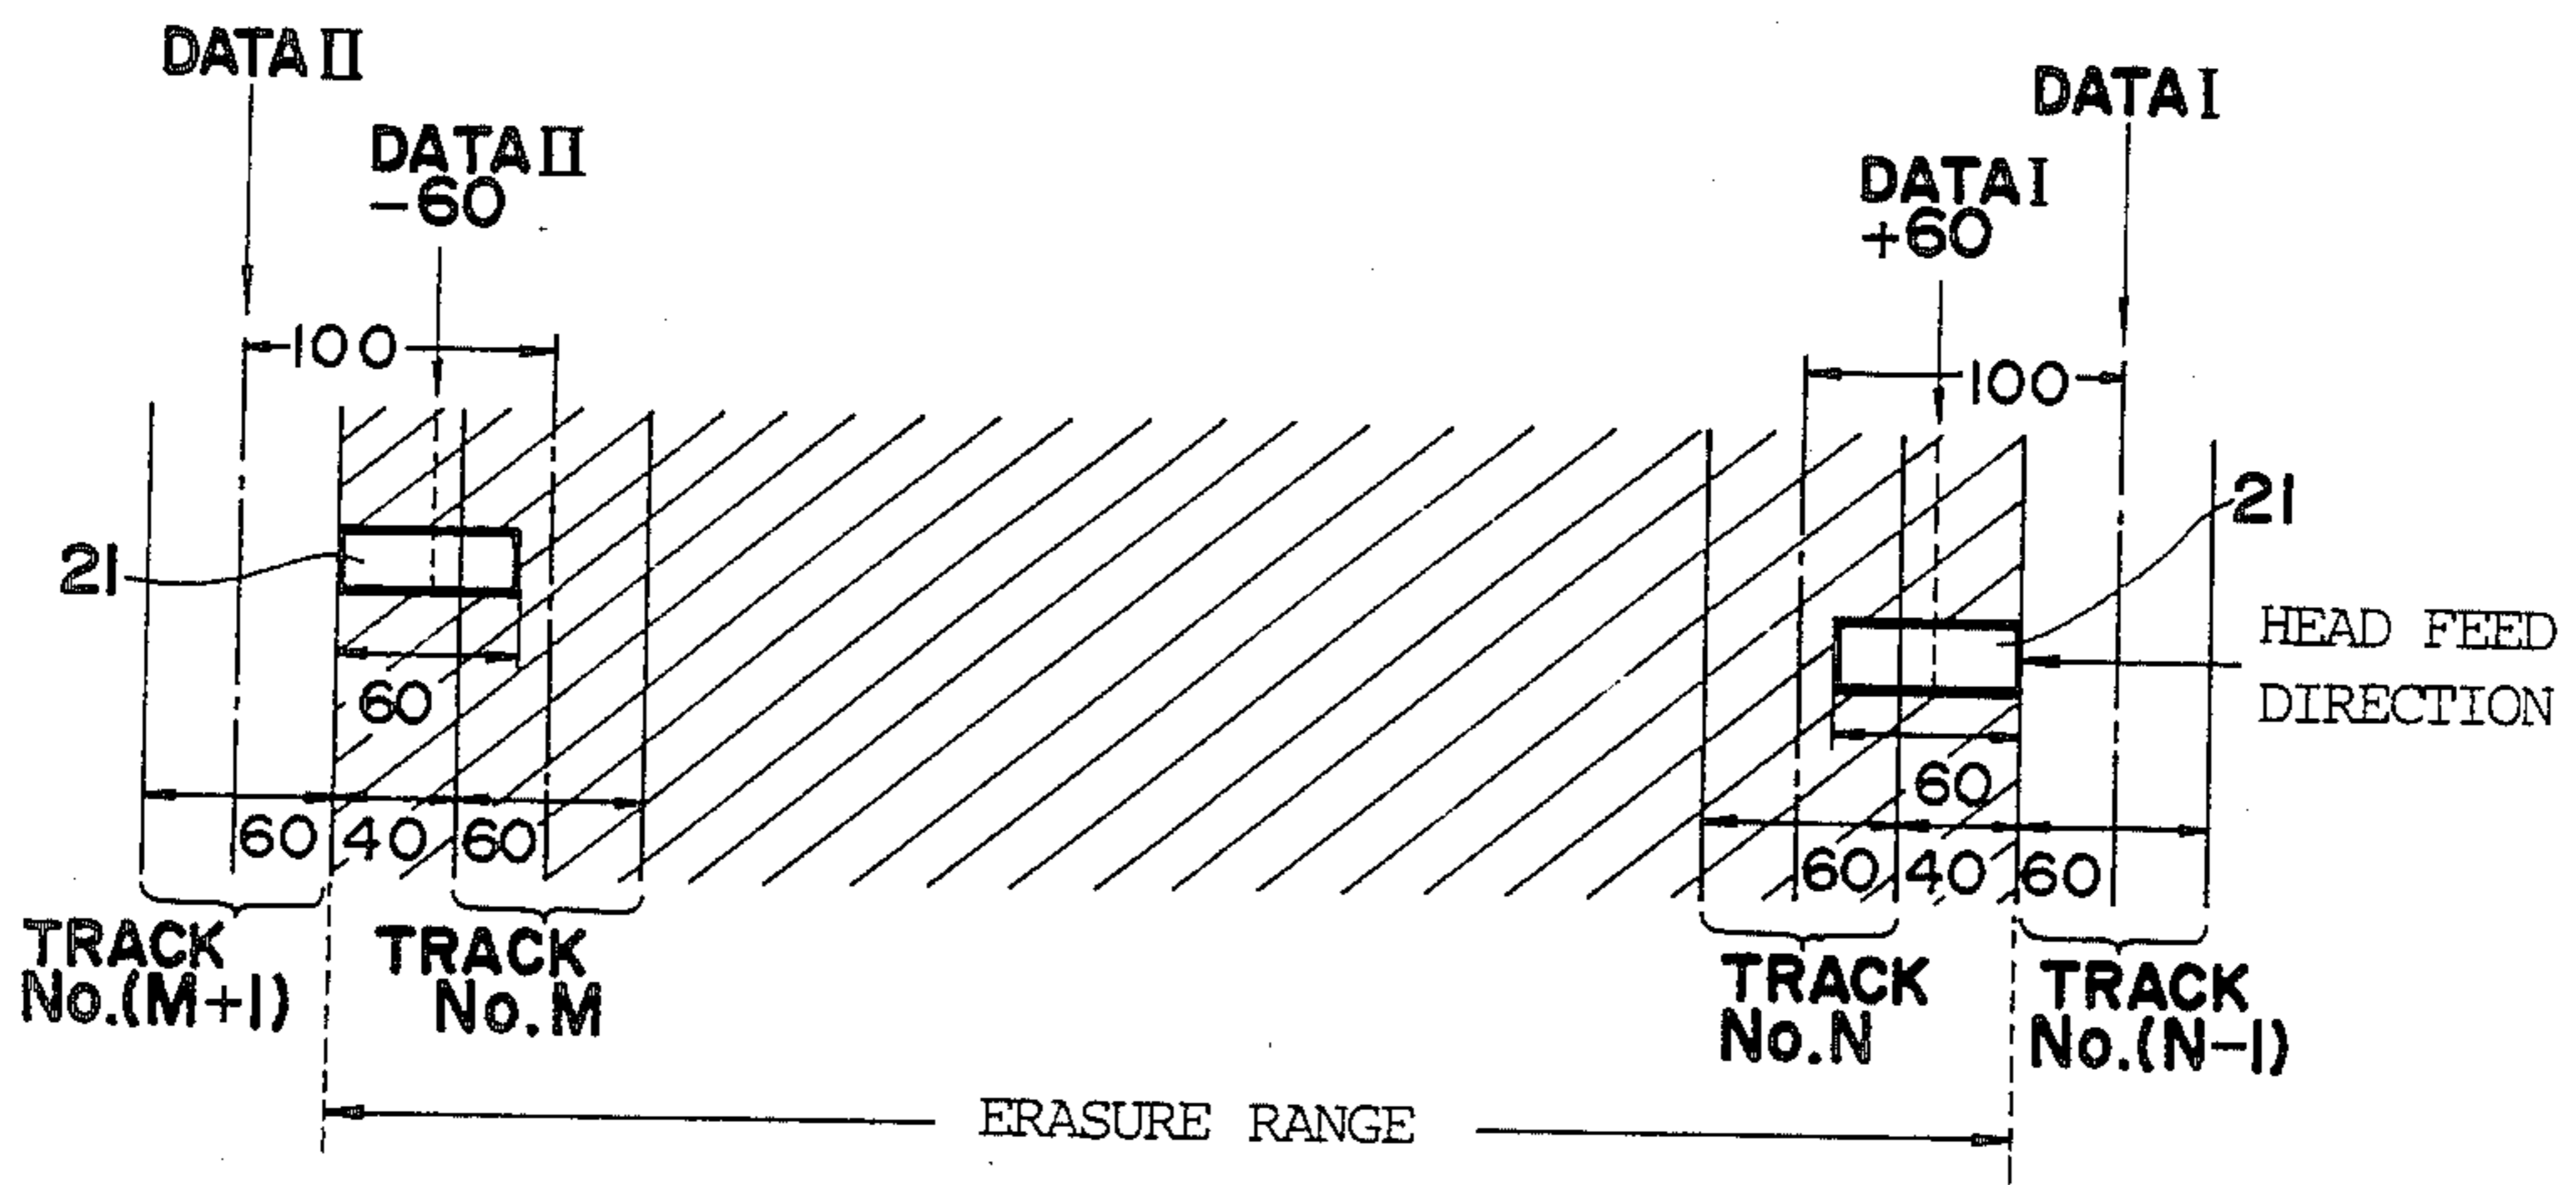 DATA II
DATA I
DATA II
-60
DATA I
+60
100
100
21
21
HEAD FEED
DIRECTION
60
60
60 40 60
60 40 60
TRACK
No.(M+1)
TRACK
No.M
TRACK
No.N
TRACK
No.(N-1)
ERASURE RANGE